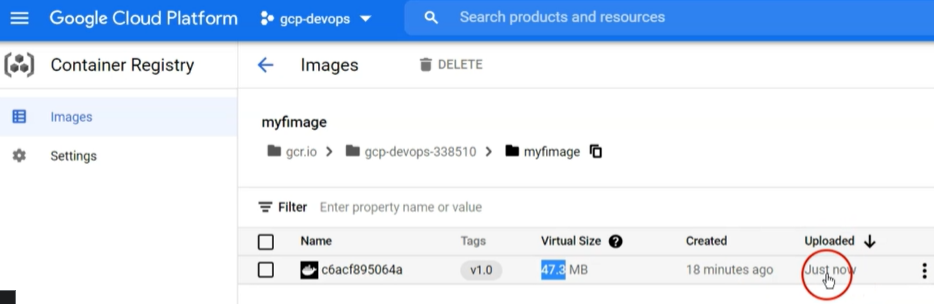 Google Cloud Platform gcp-devops Search products and resources
Container Registry Images DELETE
Images
Settings
myfimage
gcr.io gcp-devops-338510 myfimage
Filter Enter property name or value
Name Tags Virtual Size Created Uploaded
c6acf895064a v1.0 47.3 MB 18 minutes ago Just now